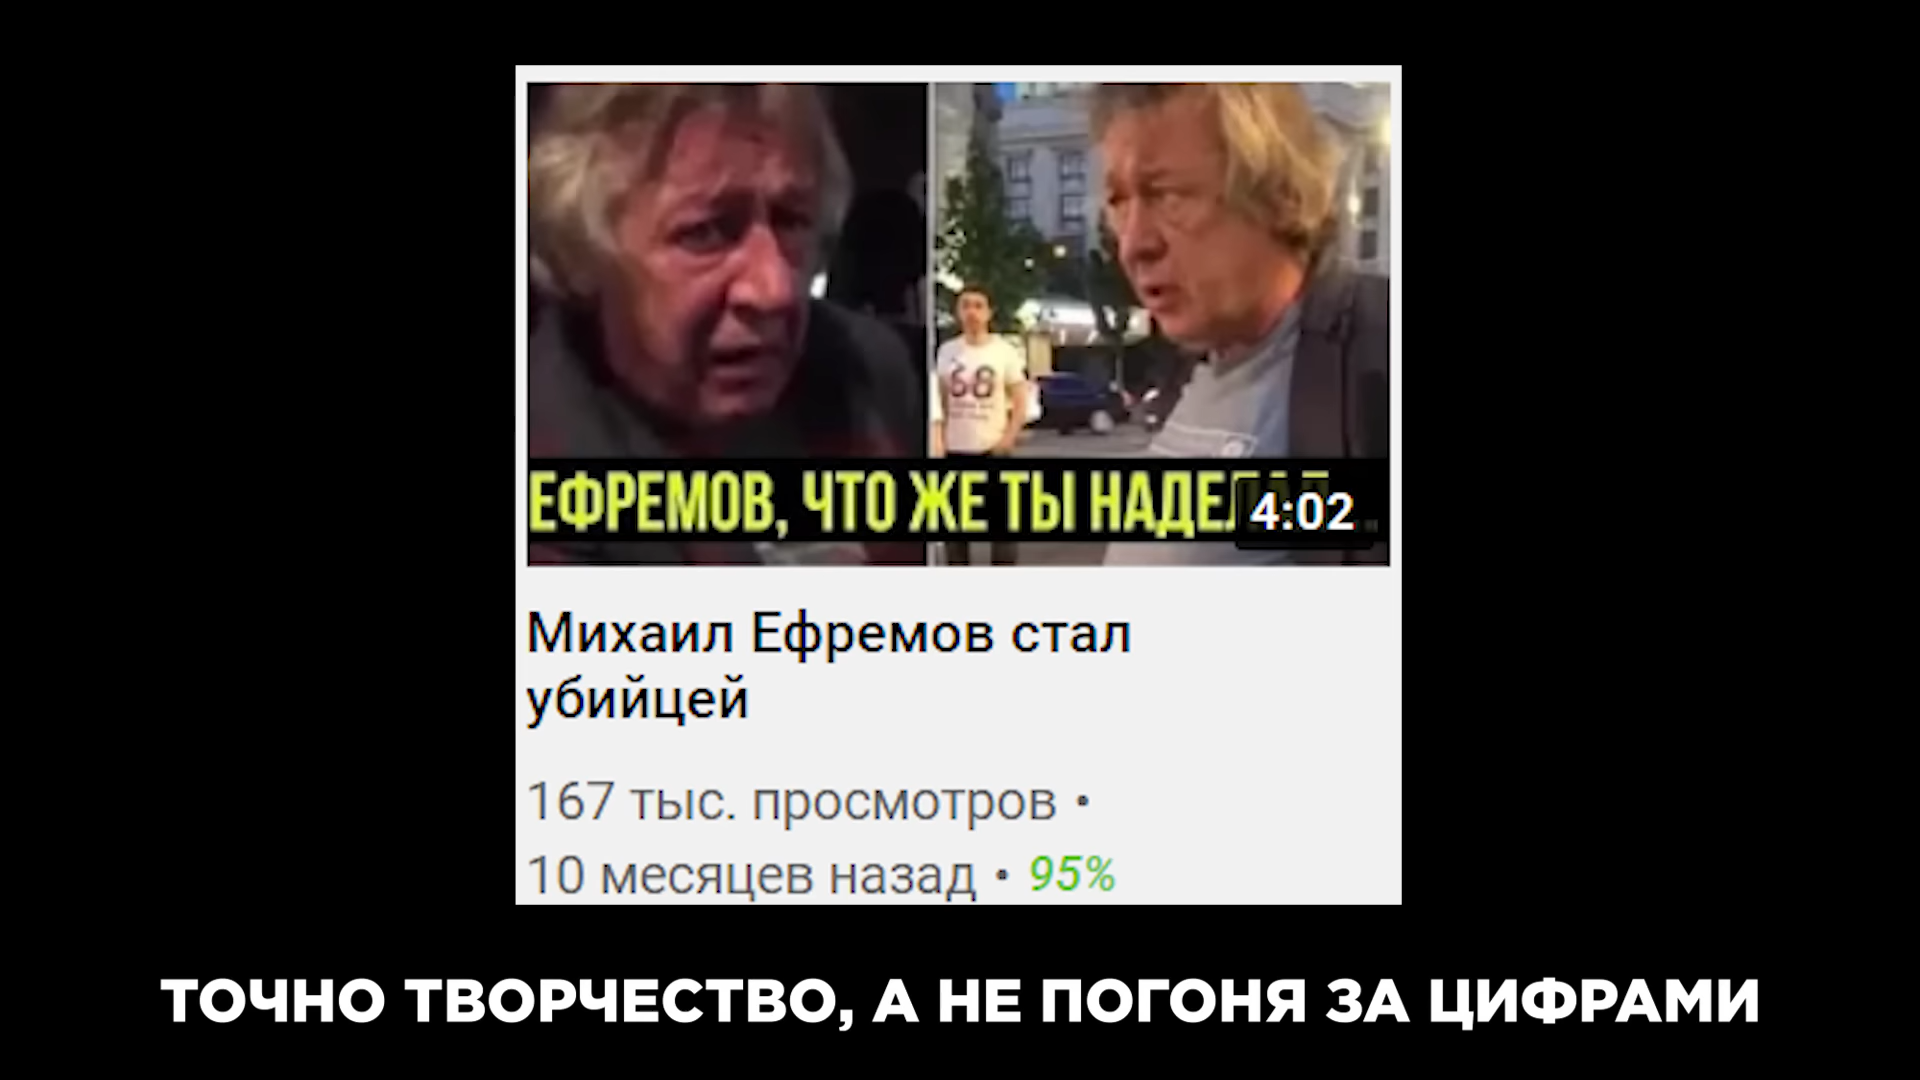 68
ЕФРЕМОВ, ЧТО ЖЕ ТЫ
4:02
Михаил Ефремов стал
убийцей
167 тыс. просмотров •
10 месяцев назад • 95%
ТОЧНО ТВОРЧЕСТВО, А НЕ ПОГОНЯ ЗА ЦИФРАМИ